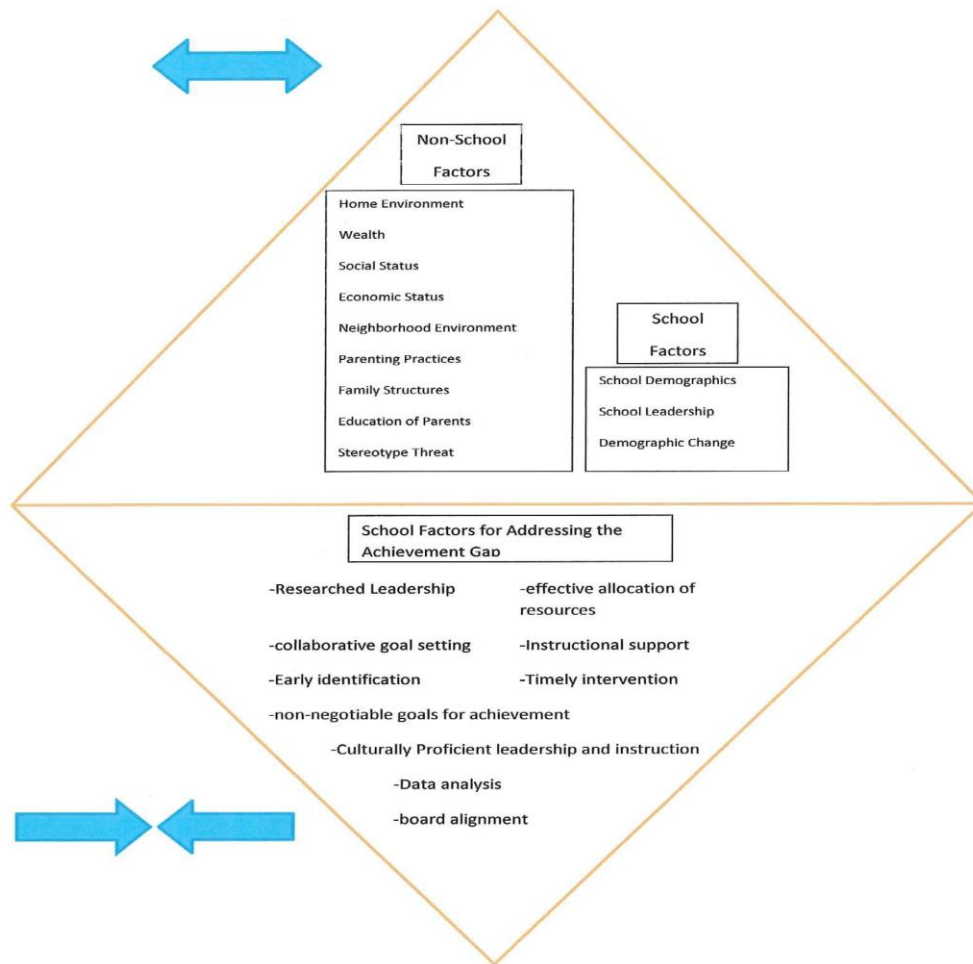 Non-School
Factors
Home Environment
Wealth
Social Status
Economic Status
Neighborhood Environment
Parenting Practices
Family Structures
Education of Parents
Stereotype Threat
School
Factors
School Demographics
School Leadership
Demographic Change
School Factors for Addressing the
Achievement Gap
-Researched Leadership
-effective allocation of
resources
-collaborative goal setting
-Instructional support
-Early identification
-Timely intervention
-non-negotiable goals for achievement
-Culturally Proficient leadership and instruction
-Data analysis
-board alignment